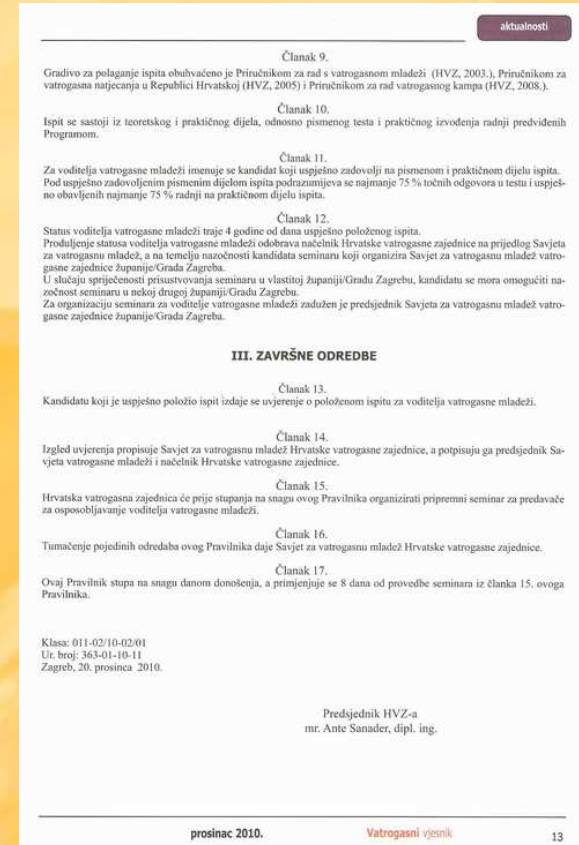 aktualnosti
Članak 9.
Gradivo za polaganje ispita obuhvaćeno je Priručnikom za rad s vatrogasnom mladeži (HVZ, 2003.), Priručnikom za
vatrogasna natjecanja u Republici Hrvatskoj (HVZ, 2005) i Priručnikom za rad vatrogasnog kampa (HVZ, 2008.).
Članak 10.
Ispit se sastoji iz teoretskog i praktičnog dijela, odnosno pismenog testa i praktičnog izvođenja radnji predviđenih
Programom.
Članak 11.
Za voditelja vatrogasne mladeži imenuje se kandidat koji uspješno zadovolji na pismenom i praktičnom dijelu ispita.
Pod uspješno zadovoljenim pismenim dijelom ispita podrazumijeva se najmanje 75 % točnih odgovora u testu i uspješ-
no obavljenih najmanje 75 % radnji na praktičnom dijelu ispita.
Članak 12.
Status voditelja vatrogasne mladeži traje 4 godine od dana uspješno položenog ispita.
Produljenje statusa voditelja vatrogasne mladeži odobrava načelnik Hrvatske vatrogasne zajednice na prijedlog Savjeta
za vatrogasnu mladež, a na temelju nazočnosti kandidata seminaru koji organizira Savjet za vatrogasnu mladež vatro-
gasne zajednice županije/Grada Zagreba.
U slučaju spriječenosti prisustvovanja seminaru u vlastitoj županiji/Gradu Zagrebu, kandidatu se mora omogućiti na-
zočnost seminaru u nekoj drugoj županiji/Gradu Zagrebu.
Za organizaciju seminara za voditelje vatrogasne mladeži zadužen je predsjednik Savjeta za vatrogasnu mladež vatro-
gasne zajednice županije/Grada Zagreba.
III. ZAVRŠNE ODREDBE
Članak 13.
Kandidatu koji je uspješno položio ispit izdaje se uvjerenje o položenom ispitu za voditelja vatrogasne mladeži.
Članak 14.
Izgled uvjerenja propisuje Savjet za vatrogasnu mladež Hrvatske vatrogasne zajednice, a potpisuju ga predsjednik Sa-
vjeta vatrogasne mladeži i načelnik Hrvatske vatrogasne zajednice.
Članak 15.
Hrvatska vatrogasna zajednica će prije stupanja na snagu ovog Pravilnika organizirati pripremni seminar za predavače
za osposobljavanje voditelja vatrogasne mladeži.
Članak 16.
Tumačenje pojedinih odredaba ovog Pravilnika daje Savjet za vatrogasnu mladež Hrvatske vatrogasne zajednice.
Članak 17.
Ovaj Pravilnik stupa na snagu danom donošenja, a primjenjuje se 8 dana od provedbe seminara iz članka 15. ovoga
Pravilnika.
Klasa: 011-02/10-02/01
Ur. broj: 363-01-10-11
Zagreb, 20. prosinca 2010.
Predsjednik HVZ-a
mr. Ante Sanader, dipl. ing.
prosinac 2010.
Vatrogasni vjesnik
13